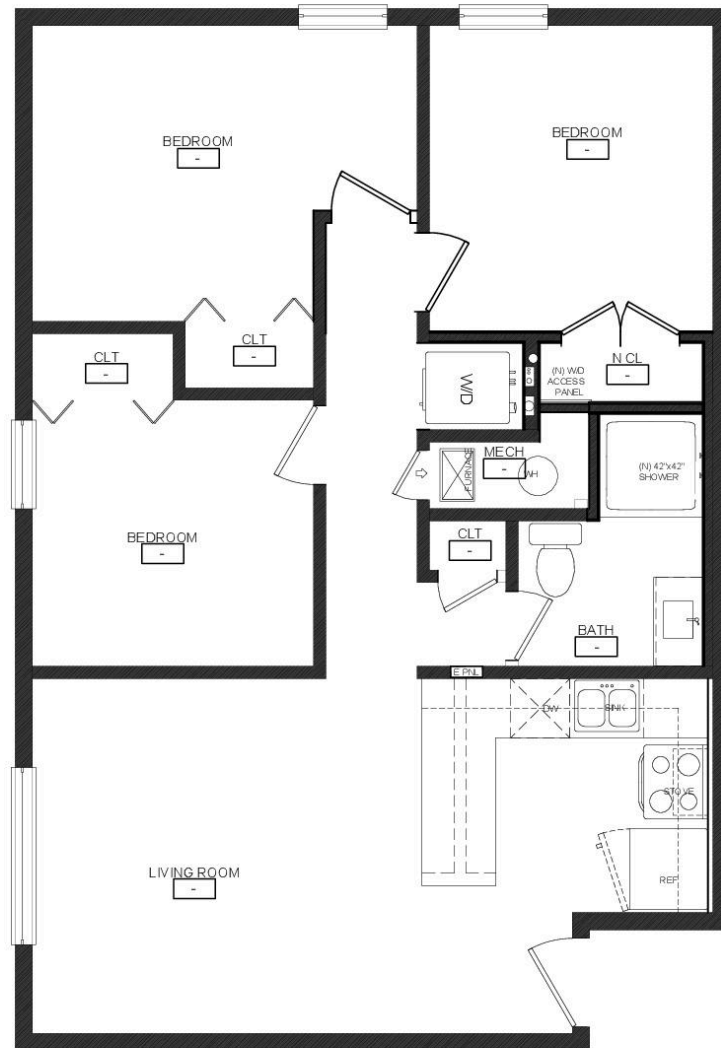 BEDROOM
-
BEDROOM
-
CLT
-
CLT
-
W/D
(N) W/D
ACCESS
PANEL
N CL
-
MECH
-
FURNACE
WH
(N) 42"x42"
SHOWER
BEDROOM
-
CLT
-
BATH
-
E PNL
DW
SINK
STOVE
REF
LIVING ROOM
-